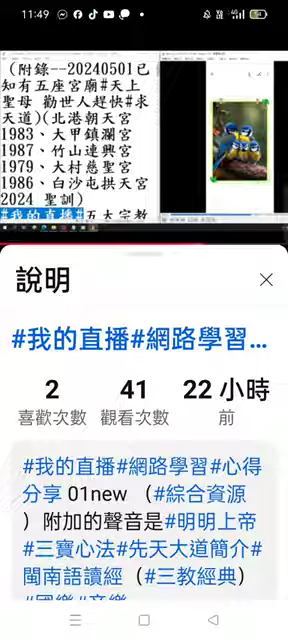 11:49
(附錄--20240501已
知有五座宮廟#天上
聖母 勸世人趕快#求
天道)(北港朝天宮
1983、大甲鎮瀾宮
1987、竹山連興宮
1979、大村慈聖宮
1986、白沙屯拱天宮
2024 聖訓)
#我的直播#五大宗教
說明
#我的直播#網路學習...
2
喜歡次數
41
觀看次數
22 小時
前
#我的直播#網路學習#心得
分享 01new （#綜合資源
）附加的聲音是#明明上帝
#三寶心法#先天大道簡介#
閩南語讀經（#三教經典）
#國樂#音樂